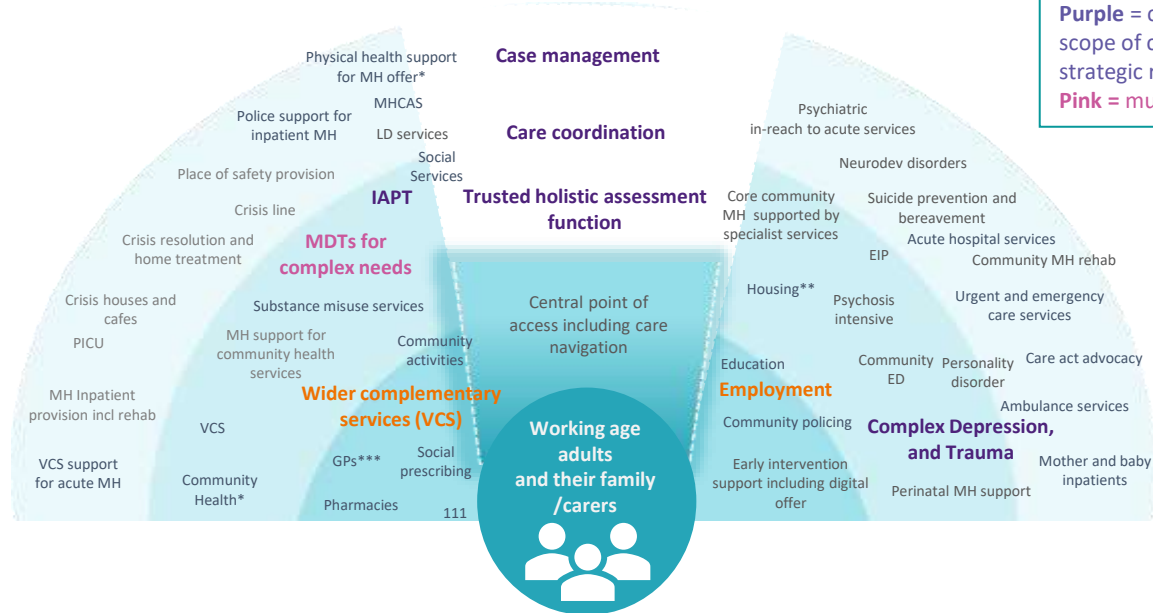 Purple =
scope of
strategic
Pink =
Physical health support
for MH offer*
MHCAS
Police support for
inpatient MH
LD services
Social
Services
Place of safety provision
IAPT
Crisis line
MDTs for
complex needs
Crisis resolution and
home treatment
Substance misuse services
Crisis houses and
cafes
PICU
MH support for
community health
services
Community
activities
MH Inpatient
provision incl rehab
Wider complementary
services (VCS)
VCS
GPs***
Social
prescribing
VCS support
for acute MH
Community
Health*
Pharmacies
111
Case management
Care coordination
Trusted holistic assessment
function
Central point of
access including care
navigation
Working age
adults
and their family
/carers
Psychiatric
in-reach to acute services
Neurodev disorders
Core community
MH supported by
specialist services
Suicide prevention and
bereavement
Acute hospital services
EIP
Community MH rehab
Housing**
Psychosis
intensive
Urgent and emergency
care services
Education
Community
ED
Personality
disorder
Care act advocacy
Employment
Ambulance services
Community policing
Complex Depression,
and Trauma
Early intervention
support including digital
offer
Mother and baby
inpatients
Perinatal MH support